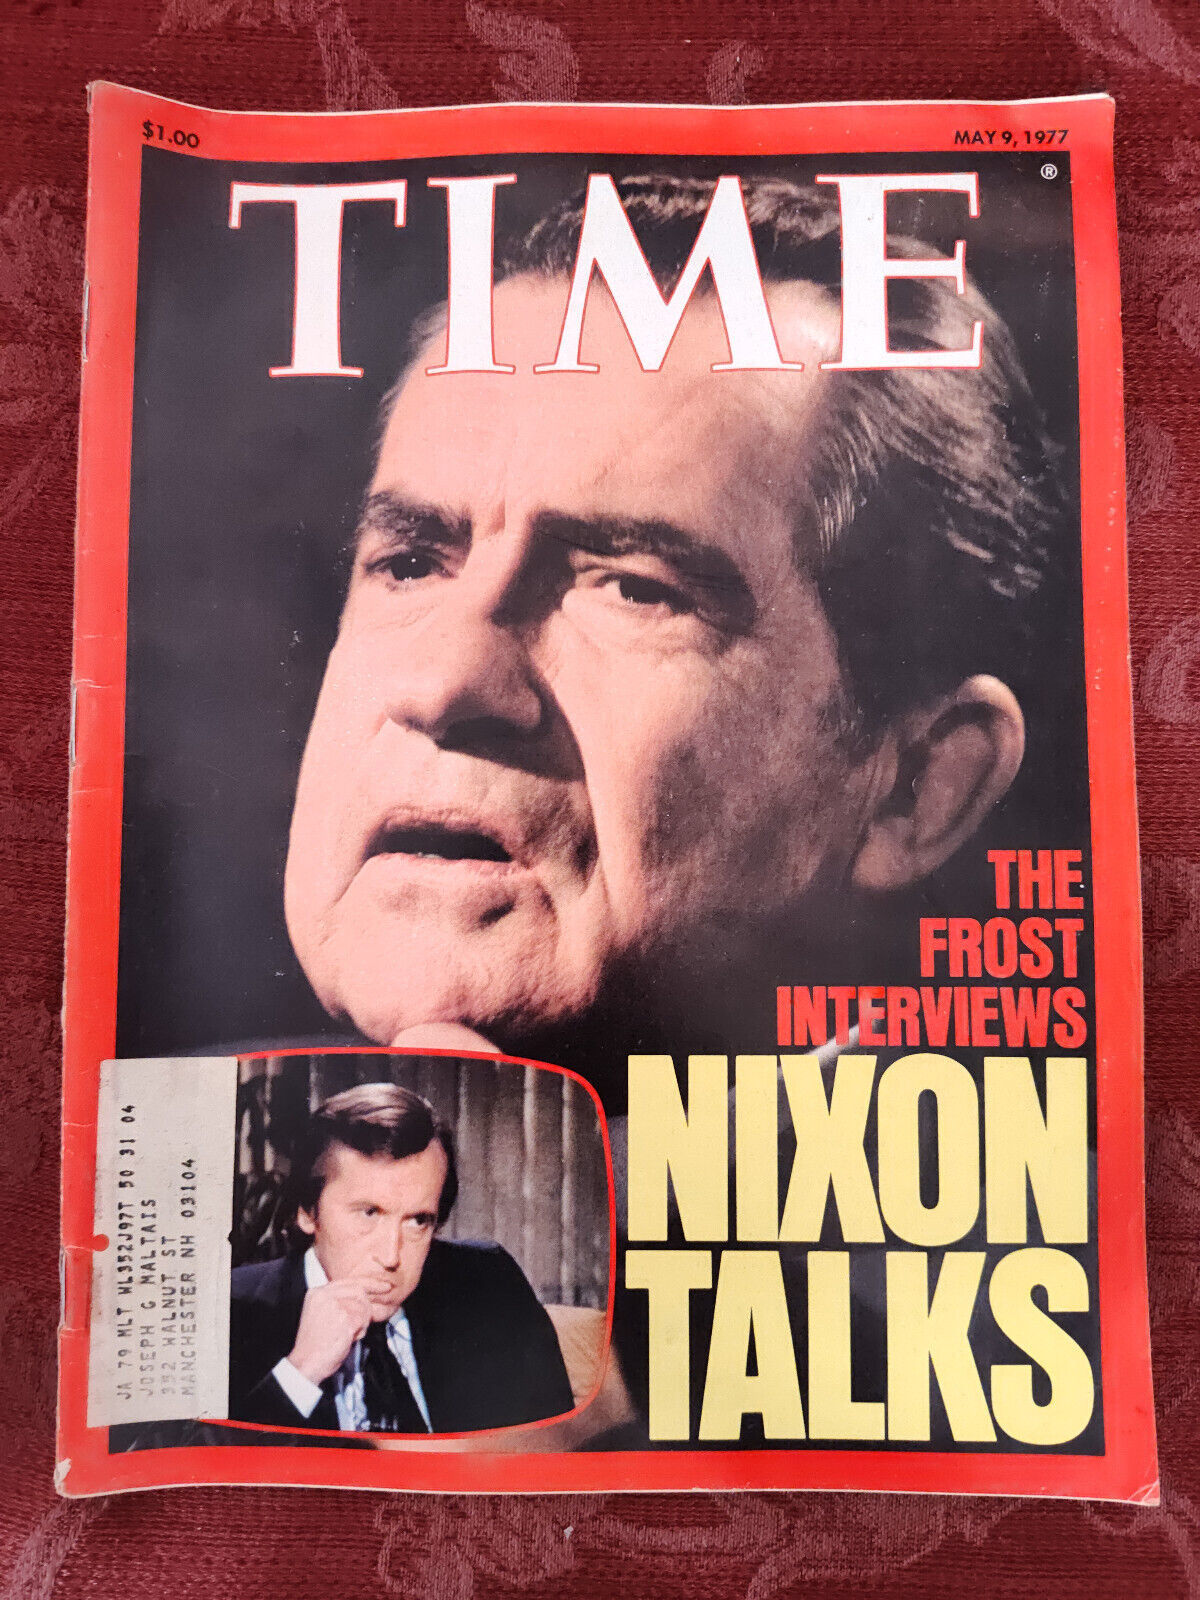 $1.00
MAY 9, 1977
TIME
®
THE
FROST
INTERVIEWS
NIXON
TALKS
JA 79 MLT WL352J97T 50 31 04
JOSEPH G MALTAIS
352 WALNUT ST
MANCHESTER NH 03104